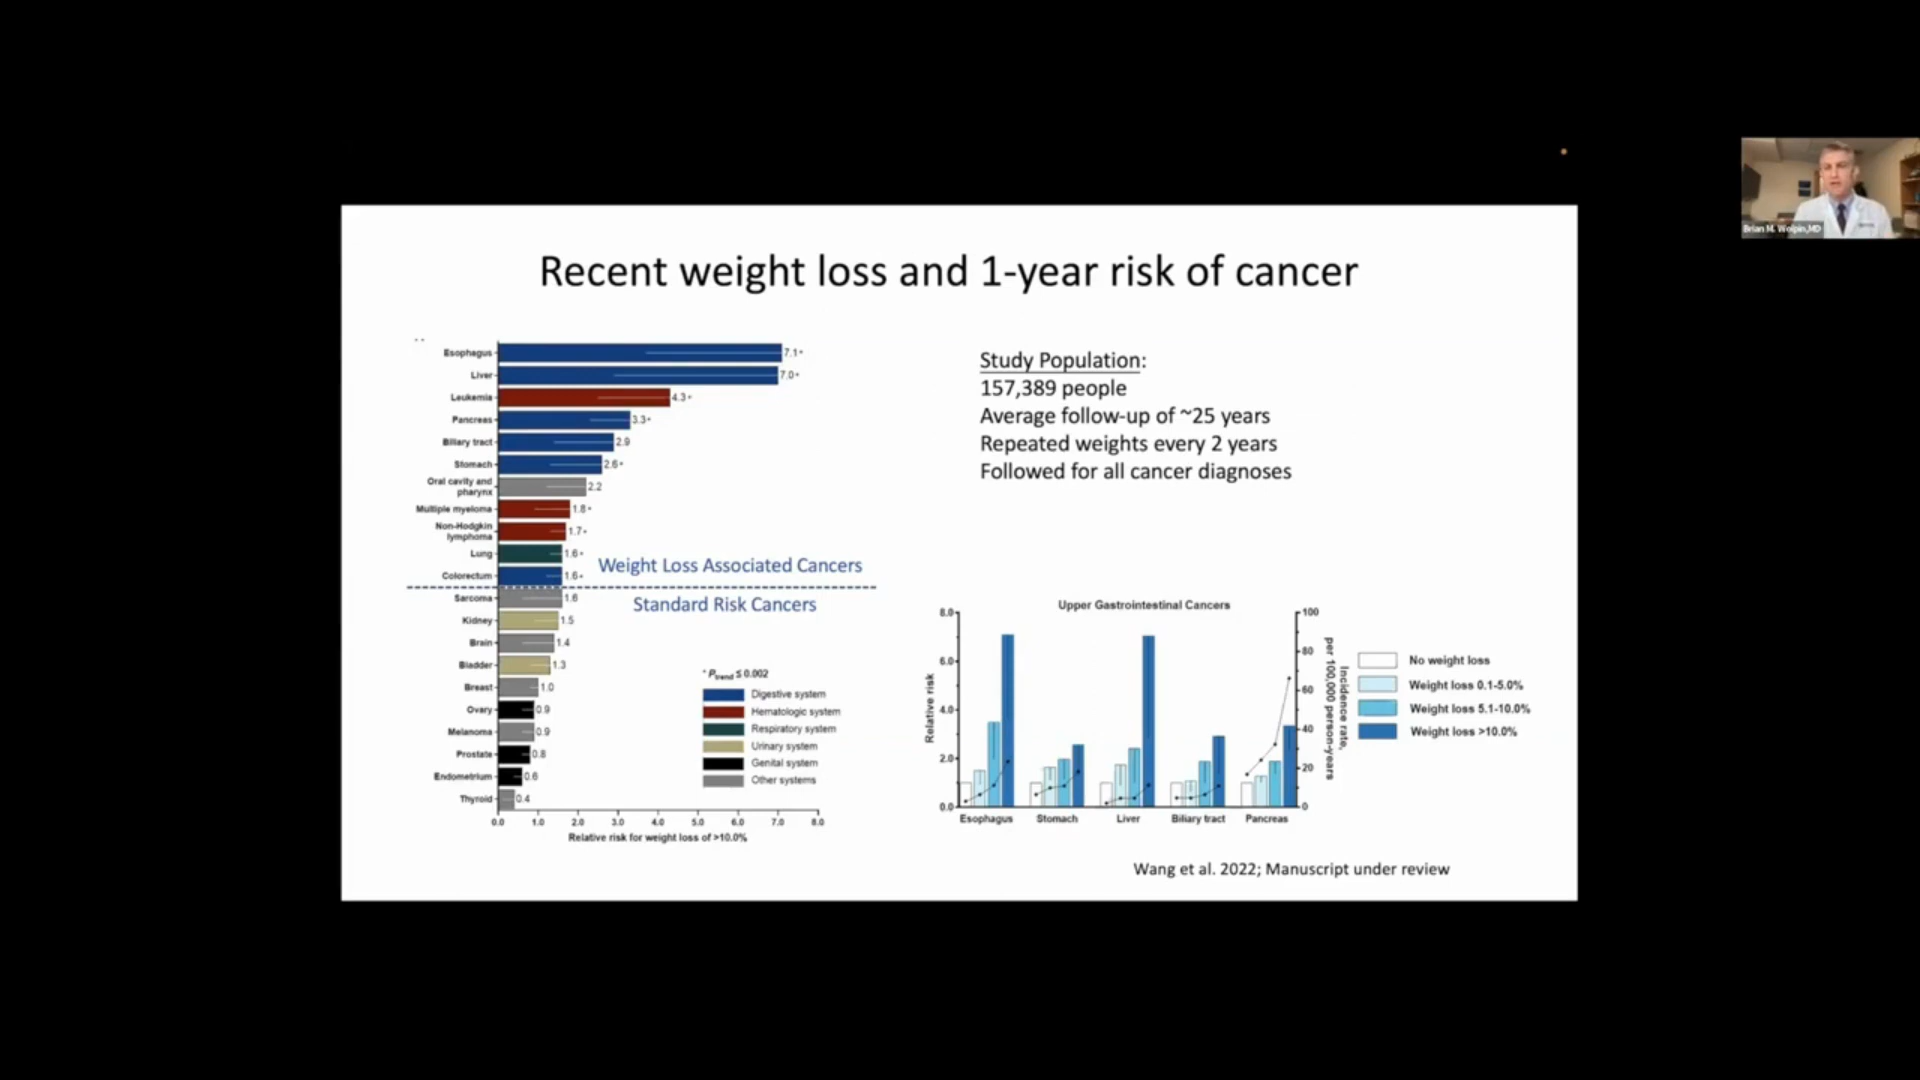 Recent weight loss and 1-year risk of cancer
Esophagus
7.1*
Liver
7.0*
Leukemia
4.3*
Pancreas
3.3*
Biliary tract
2.9
Stomach
2.6*
Oral cavity and
pharynx
2.2
Multiple myeloma
1.8*
Non-Hodgkin
lymphoma
1.7*
Lung
1.6*
Colorectum
1.6*
Sarcoma
1.6
Kidney
1.5
Brain
1.4
Bladder
1.3
Breast
1.0
Ovary
0.9
Melanoma
0.9
Prostate
0.8
Endometrium
0.6
Thyroid
0.4
Weight Loss Associated Cancers
Standard Risk Cancers
* Ptrend ≤ 0.002
Digestive system
Hematologic system
Respiratory system
Urinary system
Genital system
Other systems
0.0 1.0 2.0 3.0 4.0 5.0 6.0 7.0 8.0
Relative risk for weight loss of >10.0%
Study Population:
157,389 people
Average follow-up of ~25 years
Repeated weights every 2 years
Followed for all cancer diagnoses
Upper Gastrointestinal Cancers
8.0
6.0
4.0
2.0
0.0
Relative risk
100
80
60
40
20
0
Incidence rate,
per 100,000 person-years
Esophagus Stomach Liver Biliary tract Pancreas
No weight loss
Weight loss 0.1-5.0%
Weight loss 5.1-10.0%
Weight loss >10.0%
Wang et al. 2022; Manuscript under review
Brian M. Wolpin,MD